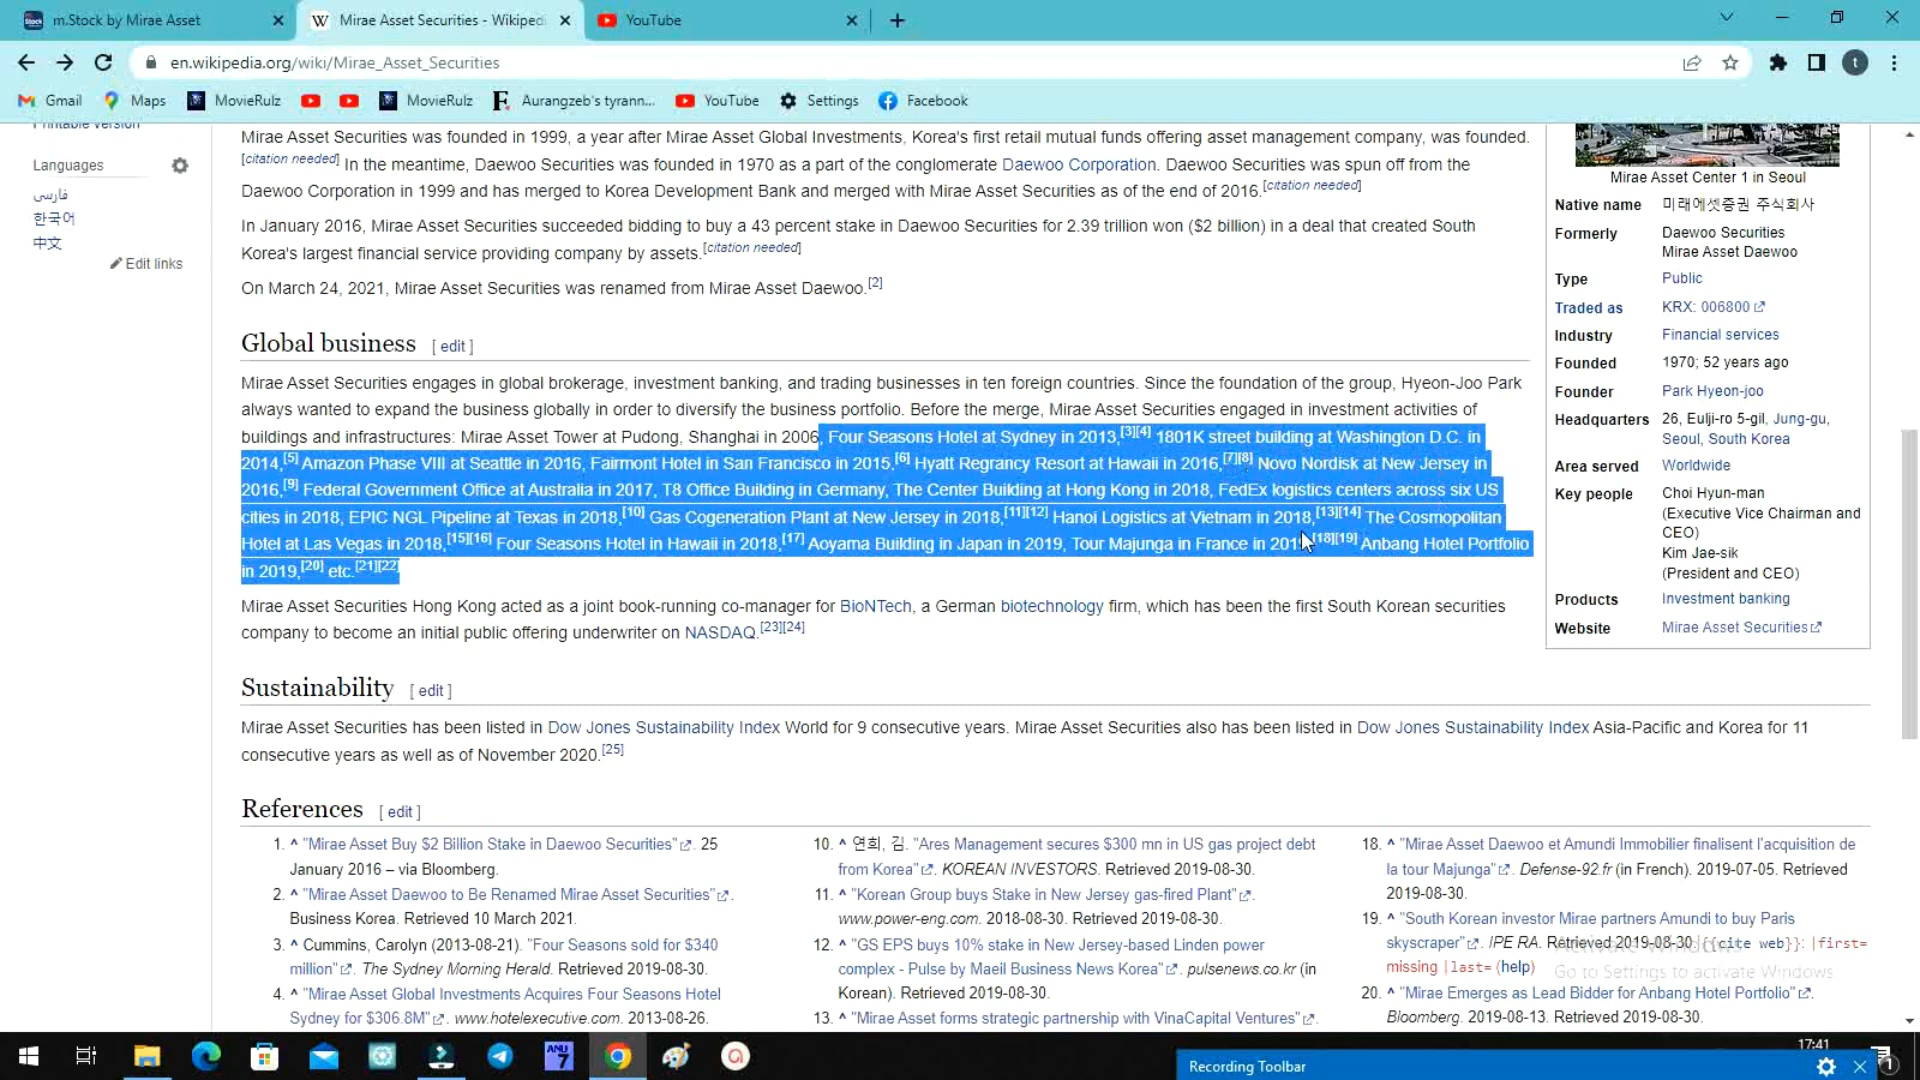 m.Stock by Mirae Asset
Mirae Asset Securities - Wikiped
YouTube
en.wikipedia.org/wiki/Mirae_Asset_Securities
t
Gmail Maps MovieRulz MovieRulz Aurangzeb's tyrann... YouTube Settings Facebook
Printable version
Languages
فارسی
한국어
中文
Edit links
Mirae Asset Securities was founded in 1999, a year after Mirae Asset Global Investments, Korea's first retail mutual funds offering asset management company, was founded.
[citation needed] In the meantime, Daewoo Securities was founded in 1970 as a part of the conglomerate Daewoo Corporation. Daewoo Securities was spun off from the
Daewoo Corporation in 1999 and has merged to Korea Development Bank and merged with Mirae Asset Securities as of the end of 2016.[citation needed]
In January 2016, Mirae Asset Securities succeeded bidding to buy a 43 percent stake in Daewoo Securities for 2.39 trillion won ($2 billion) in a deal that created South
Korea's largest financial service providing company by assets.[citation needed]
On March 24, 2021, Mirae Asset Securities was renamed from Mirae Asset Daewoo.[2]
Global business [ edit ]
Mirae Asset Securities engages in global brokerage, investment banking, and trading businesses in ten foreign countries. Since the foundation of the group, Hyeon-Joo Park
always wanted to expand the business globally in order to diversify the business portfolio. Before the merge, Mirae Asset Securities engaged in investment activities of
buildings and infrastructures: Mirae Asset Tower at Pudong, Shanghai in 2006, Four Seasons Hotel at Sydney in 2013,[3][4] 1801K street building at Washington D.C. in
2014,[5] Amazon Phase VIII at Seattle in 2016, Fairmont Hotel in San Francisco in 2015.[6] Hyatt Regrancy Resort at Hawaii in 2016,[7][8] Novo Nordisk at New Jersey in
2016,[9] Federal Government Office at Australia in 2017, T8 Office Building in Germany, The Center Building at Hong Kong in 2018, FedEx logistics centers across six US
cities in 2018, EPIC NGL Pipeline at Texas in 2018,[10] Gas Cogeneration Plant at New Jersey in 2018,[11][12] Hanoi Logistics at Vietnam in 2018,[13][14] The Cosmopolitan
Hotel at Las Vegas in 2018,[15][16] Four Seasons Hotel in Hawaii in 2018,[17] Aoyama Building in Japan in 2019, Tour Majunga in France in 2019,[18][19] Anbang Hotel Portfolio
in 2019,[20] etc.[21][22]
Mirae Asset Securities Hong Kong acted as a joint book-running co-manager for BioNTech, a German biotechnology firm, which has been the first South Korean securities
company to become an initial public offering underwriter on NASDAQ.[23][24]
Mirae Asset Center 1 in Seoul
Native name 미래에셋증권 주식회사
Formerly Daewoo Securities
Mirae Asset Daewoo
Type Public
Traded as KRX: 006800
Industry Financial services
Founded 1970; 52 years ago
Founder Park Hyeon-joo
Headquarters 26, Eulji-ro 5-gil, Jung-gu,
Seoul, South Korea
Area served Worldwide
Key people Choi Hyun-man
(Executive Vice Chairman and
CEO)
Kim Jae-sik
(President and CEO)
Products Investment banking
Website Mirae Asset Securities
Sustainability [ edit ]
Mirae Asset Securities has been listed in Dow Jones Sustainability Index World for 9 consecutive years. Mirae Asset Securities also has been listed in Dow Jones Sustainability Index Asia-Pacific and Korea for 11
consecutive years as well as of November 2020.[25]
References [ edit ]
1. ^ "Mirae Asset Buy $2 Billion Stake in Daewoo Securities". 25
January 2016 – via Bloomberg.
2. ^ "Mirae Asset Daewoo to Be Renamed Mirae Asset Securities".
Business Korea. Retrieved 10 March 2021.
3. ^ Cummins, Carolyn (2013-08-21). "Four Seasons sold for $340
million". The Sydney Morning Herald. Retrieved 2019-08-30.
4. ^ "Mirae Asset Global Investments Acquires Four Seasons Hotel
Sydney for $306.8M". www.hotelexecutive.com. 2013-08-26.
10. ^ 연희, 김. "Ares Management secures $300 mn in US gas project debt
from Korea". KOREAN INVESTORS. Retrieved 2019-08-30.
11. ^ "Korean Group buys Stake in New Jersey gas-fired Plant".
www.power-eng.com. 2018-08-30. Retrieved 2019-08-30.
12. ^ "GS EPS buys 10% stake in New Jersey-based Linden power
complex - Pulse by Maeil Business News Korea". pulsenews.co.kr (in
Korean). Retrieved 2019-08-30.
13. ^ "Mirae Asset forms strategic partnership with VinaCapital Ventures".
18. ^ "Mirae Asset Daewoo et Amundi Immobilier finalisent l'acquisition de
la tour Majunga". Defense-92.fr (in French). 2019-07-05. Retrieved
2019-08-30.
19. ^ "South Korean investor Mirae partners Amundi to buy Paris
skyscraper". IPE RA. Retrieved 2019-08-30. {{cite web}}: |first=
missing |last= (help)
20. ^ "Mirae Emerges as Lead Bidder for Anbang Hotel Portfolio".
Bloomberg. 2019-08-13. Retrieved 2019-08-30.
Activate Windows
Go to Settings to activate Windows.
17:41
Recording Toolbar
1